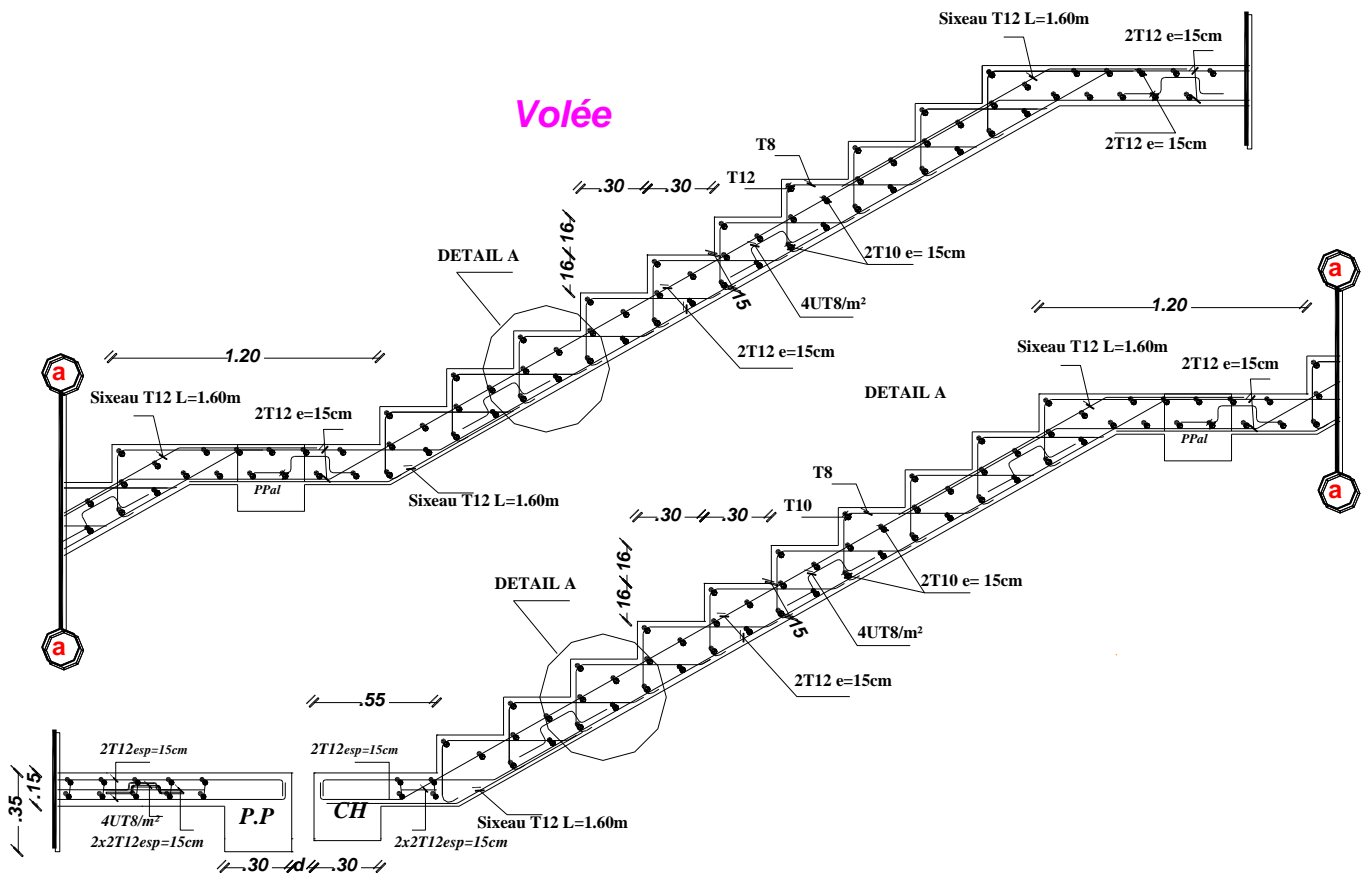 Sixeau T12 L=1.60m
2T12 e=15cm
Volée
2T12 e= 15cm
T8
T12
.30 .30
16 16
DETAIL A
2T10 e= 15cm
15
4UT8/m²
2T12 e=15cm
a
1.20
a
1.20
Sixeau T12 L=1.60m
2T12 e=15cm
DETAIL A
Sixeau T12 L=1.60m
2T12 e=15cm
PPal
PPal
Sixeau T12 L=1.60m
T8
T10
a
.30 .30
16 16
DETAIL A
2T10 e= 15cm
15
4UT8/m²
a
2T12 e=15cm
.55
2T12esp=15cm
2T12esp=15cm
.35
.15
P.P
CH
4UT8/m²
Sixeau T12 L=1.60m
2x2T12esp=15cm
2x2T12esp=15cm
.30 d .30